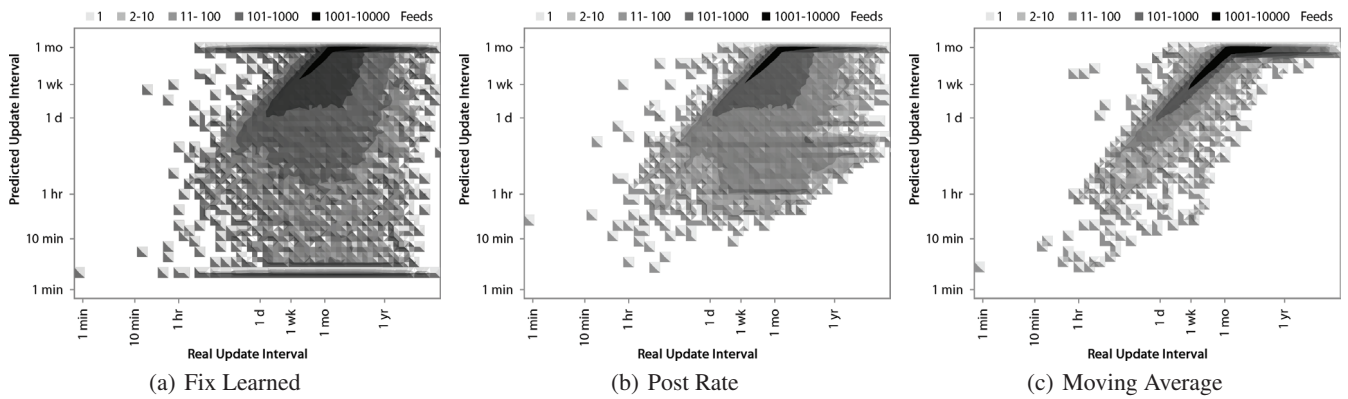 1 2-10 11- 100 101-1000 1001-10000 Feeds
Predicted Update Interval
1 mo
1 wk
1 d
1 hr
10 min
1 min
1 min
10 min
1 hr
1 d
1 wk
1 mo
1 yr
Real Update Interval
(a) Fix Learned
1 2-10 11- 100 101-1000 1001-10000 Feeds
Predicted Update Interval
1 mo
1 wk
1 d
1 hr
10 min
1 min
1 min
10 min
1 hr
1 d
1 wk
1 mo
1 yr
Real Update Interval
(b) Post Rate
1 2-10 11- 100 101-1000 1001-10000 Feeds
Predicted Update Interval
1 mo
1 wk
1 d
1 hr
10 min
1 min
1 min
10 min
1 hr
1 d
1 wk
1 mo
1 yr
Real Update Interval
(c) Moving Average